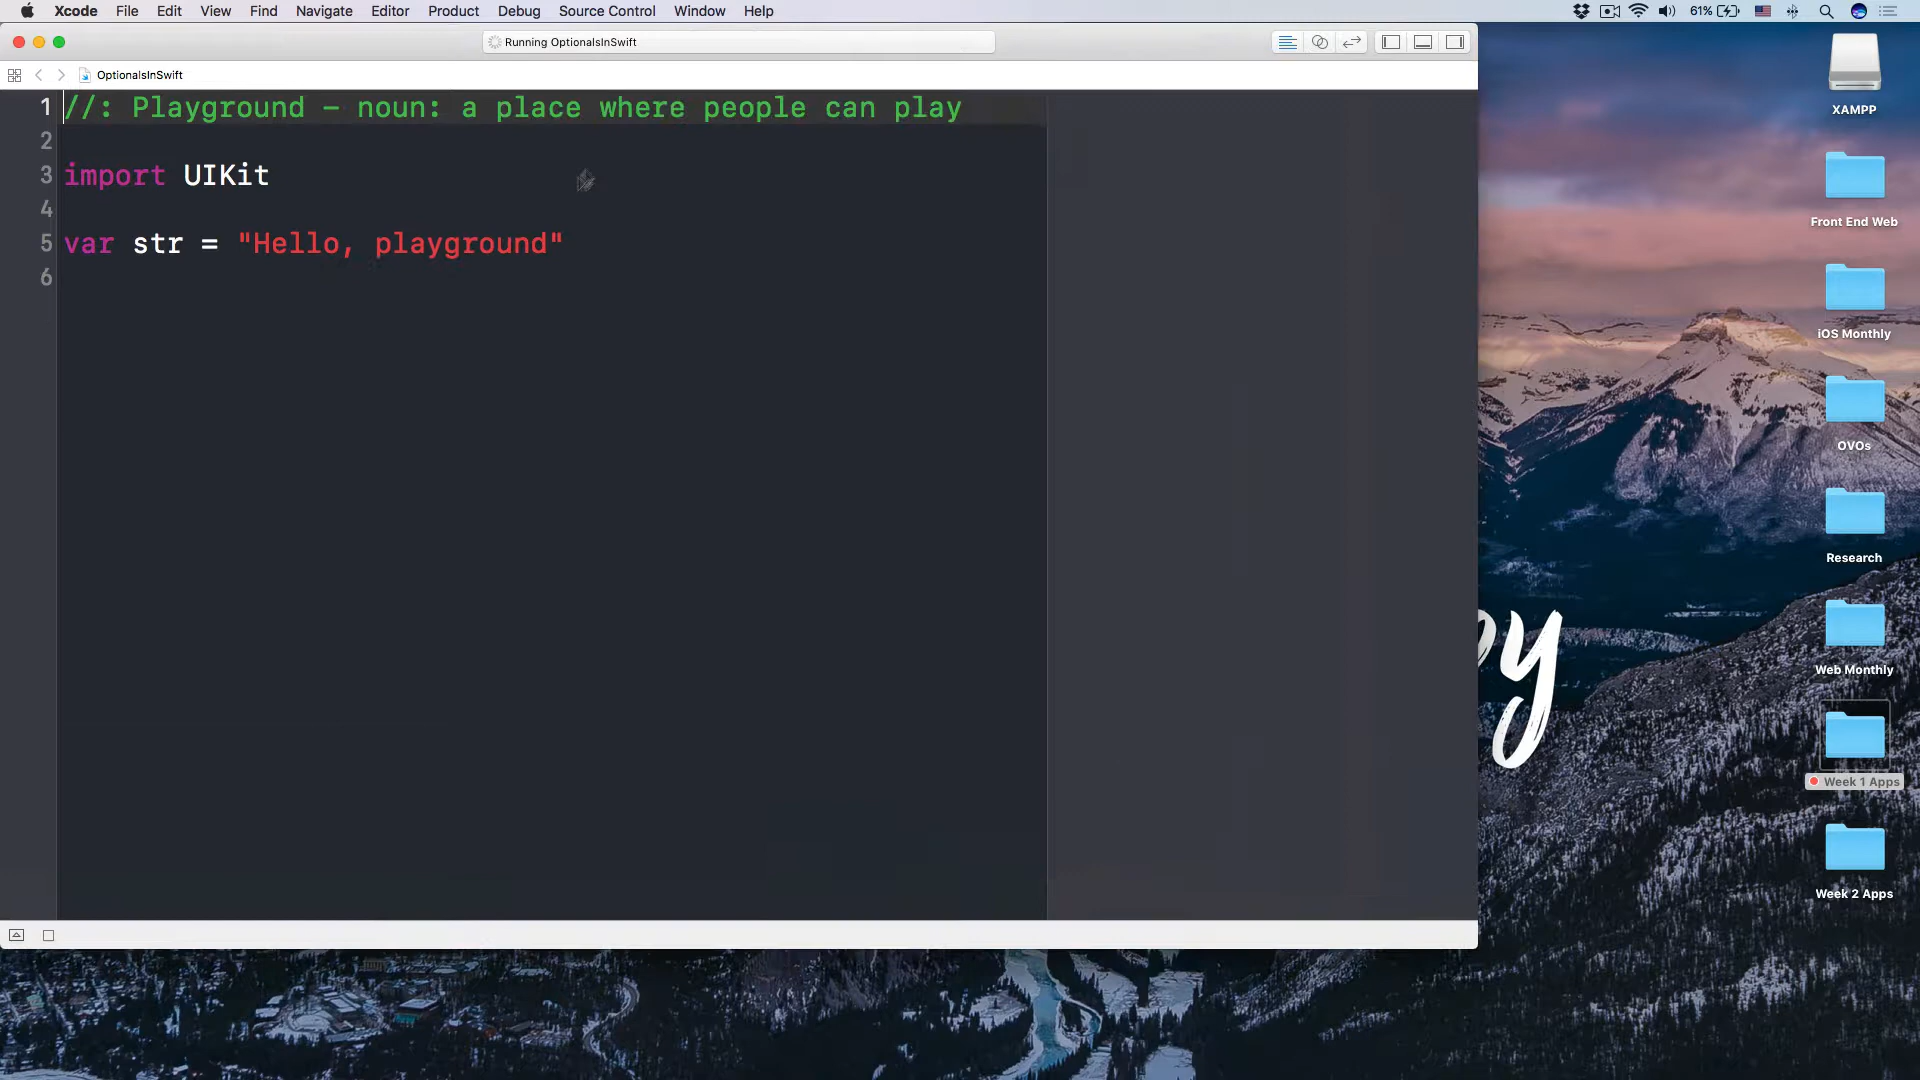 Xcode File Edit View Find Navigate Editor Product Debug Source Control Window Help
61%
Running OptionalsInSwift
OptionalsInSwift
1 //: Playground - noun: a place where people can play
2
3 import UIKit
4
5 var str = "Hello, playground"
6
XAMPP
Front End Web
iOS Monthly
OVOs
Research
Web Monthly
Week 1 Apps
Week 2 Apps